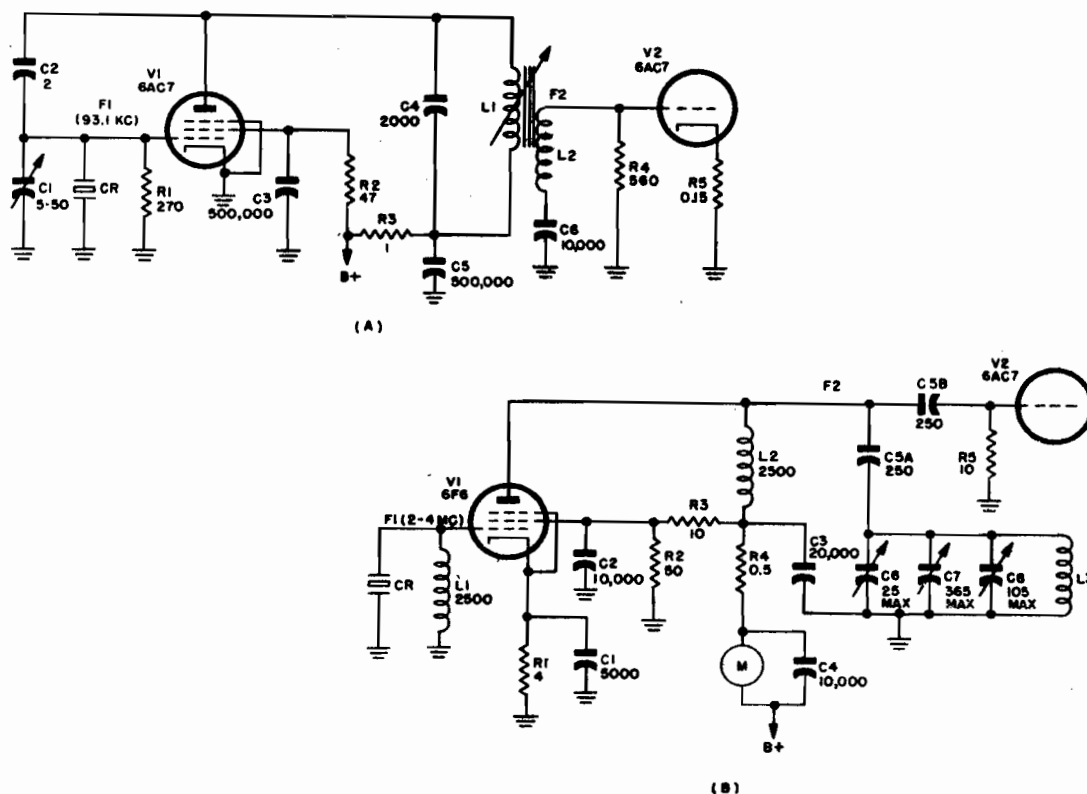 C2
2
V1
6AC7
F1
(93.1 KC)
C1
5-50
CR
R1
270
C3
500,000
R2
47
B+
R3
1
C4
2000
C5
500,000
L1
L2
F2
C6
10,000
R4
560
V2
6AC7
R5
0.15
(A)
V1
6F6
F1(2-4MC)
CR
L1
2500
R1
4
C1
5000
C2
10,000
R2
50
R3
10
L2
2500
R4
0.5
M
C4
10,000
B+
C3
20,000
F2
C5B
250
C5A
250
V2
6AC7
R5
10
C6
25
MAX
C7
365
MAX
C8
105
MAX
(B)